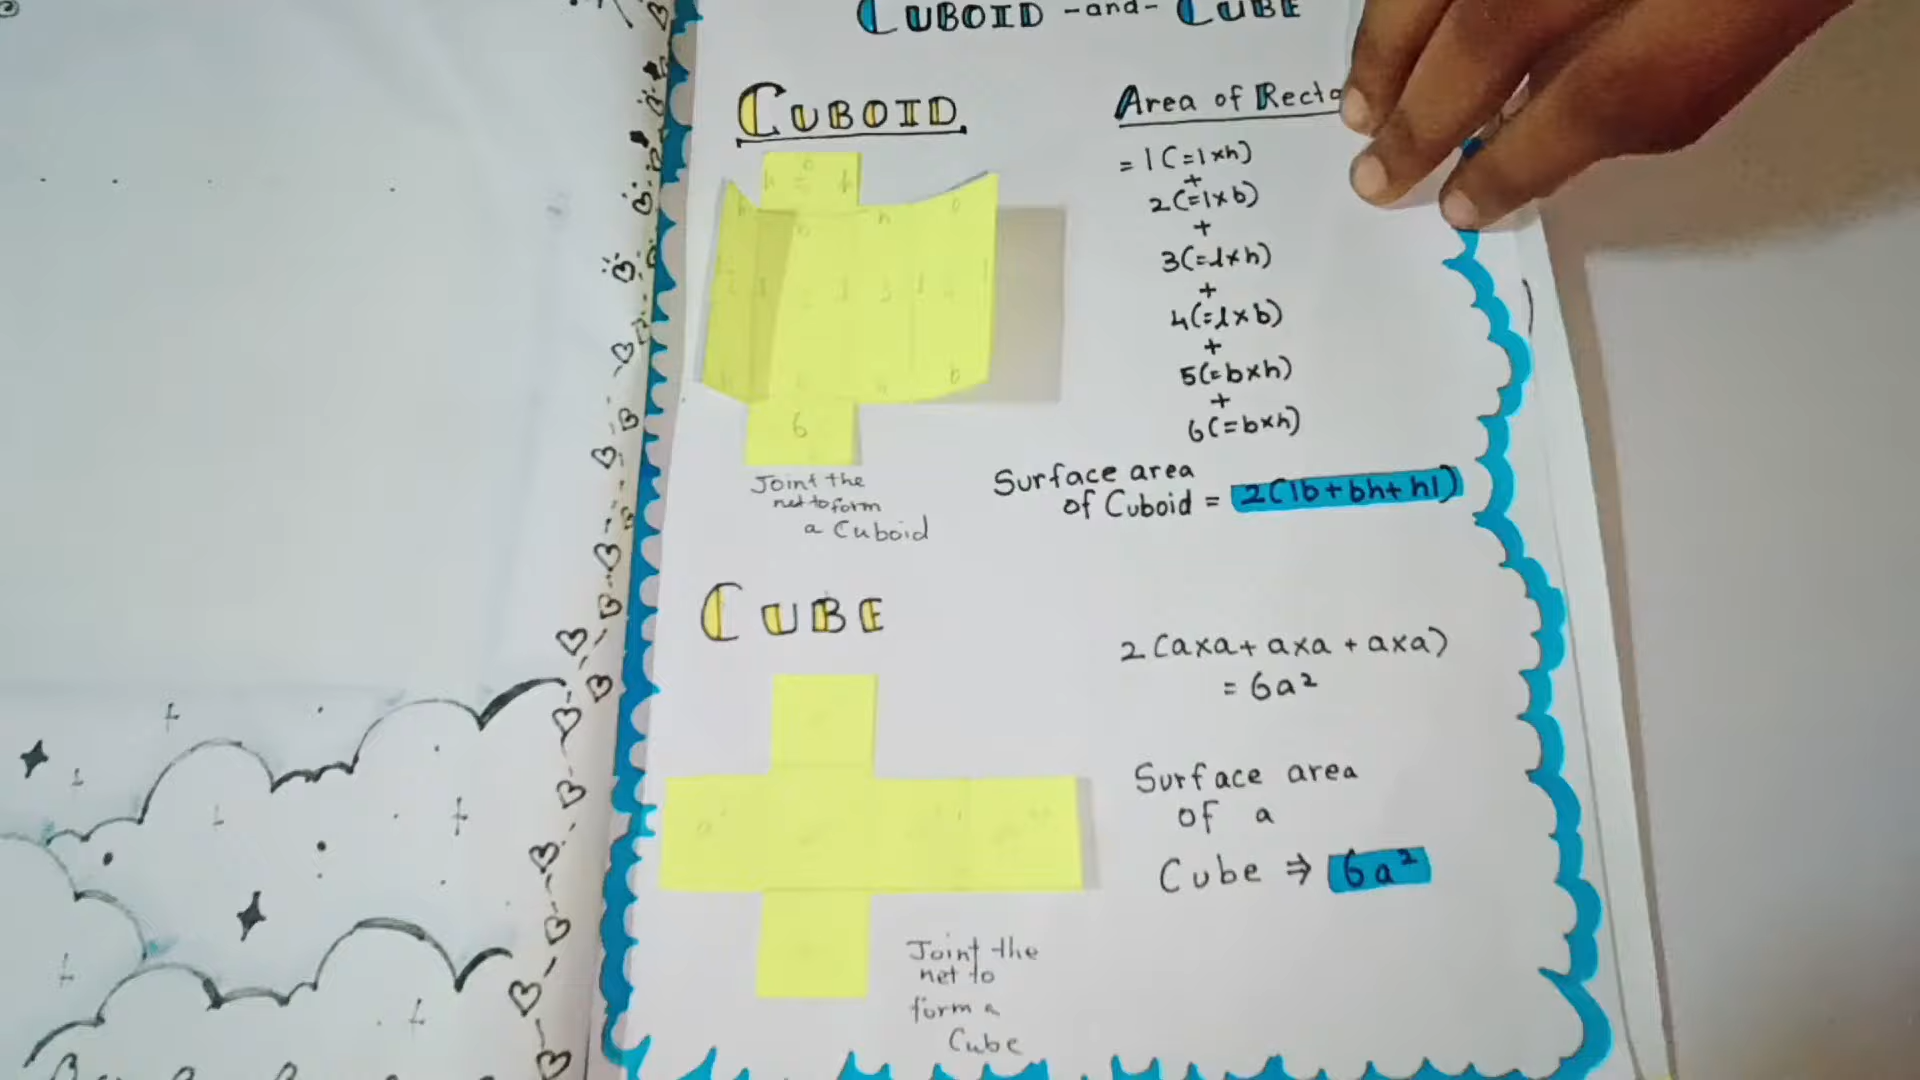 CUBOID -and- CUBE
CUBOID
Area of Recta
= 1 (=l×h)
+
2(=l×b)
+
3(=l×h)
+
4(=l×b)
+
5(=b×h)
+
6(=b×h)
6
Joint the
net to form
a Cuboid
Surface area
of Cuboid = 2(lb+bh+hl)
CUBE
2(a×a+ a×a + a×a)
= 6a²
Surface area
of a
Cube ⇒ 6a²
Joint the
net to
form a
Cube